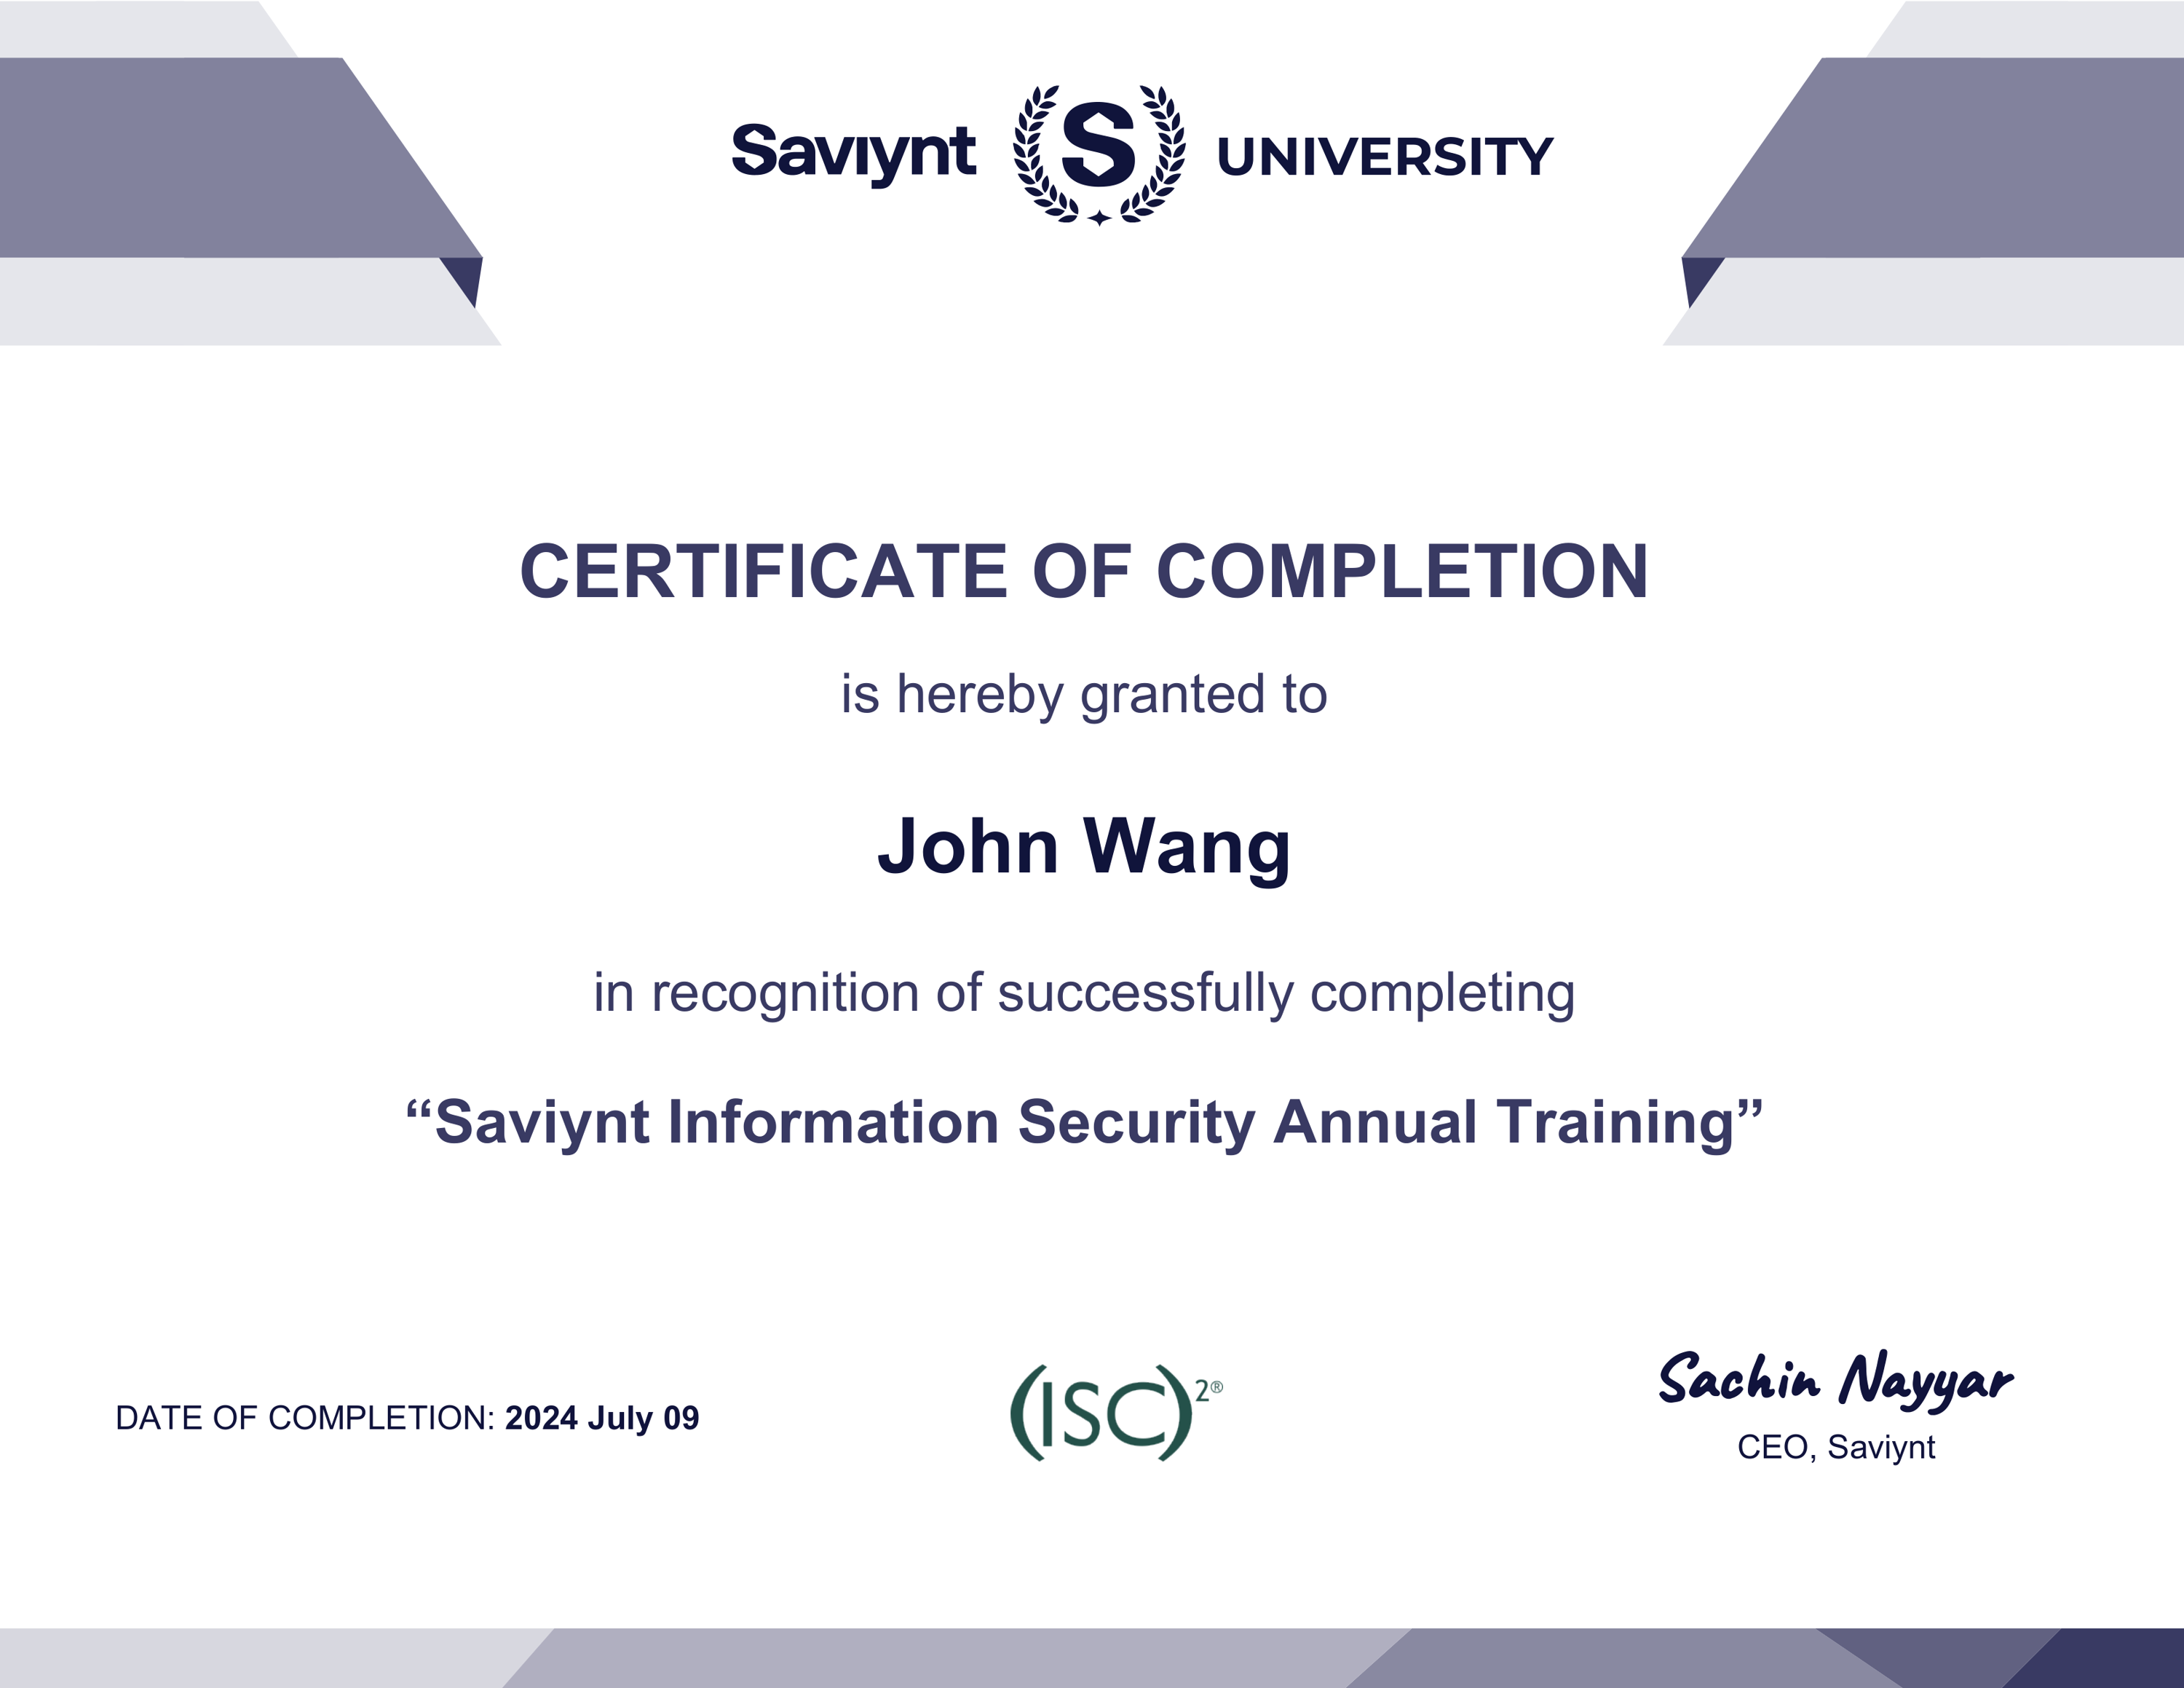 Saviynt S UNIVERSITY
CERTIFICATE OF COMPLETION
is hereby granted to
John Wang
in recognition of successfully completing
“Saviynt Information Security Annual Training”
Sachin Nayyar
DATE OF COMPLETION: 2024 July 09
(ISC)2®
CEO, Saviynt